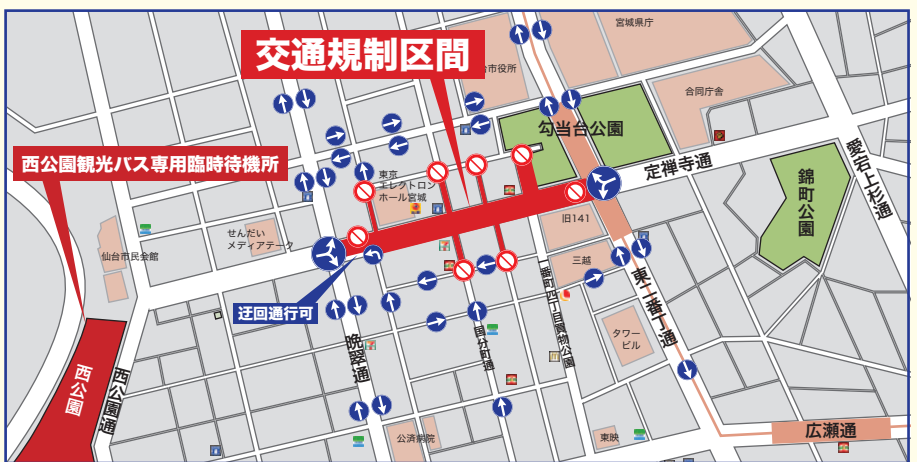 宮城県庁
交通規制区間
台市役所
合同庁舎
勾当台公園
西公園観光バス専用臨時待機所
定禅寺通
愛宕上杉通
錦町公園
東京
エレクトロン
ホール宮城
旧141
せんだい
メディアテーク
仙台市民会館
三越
迂回通行可
一番町四丁目買物公園
東二番丁通
タワー
ビル
晩翠通
国分町通
西公園
西公園通
公済病院
東映
広瀬通